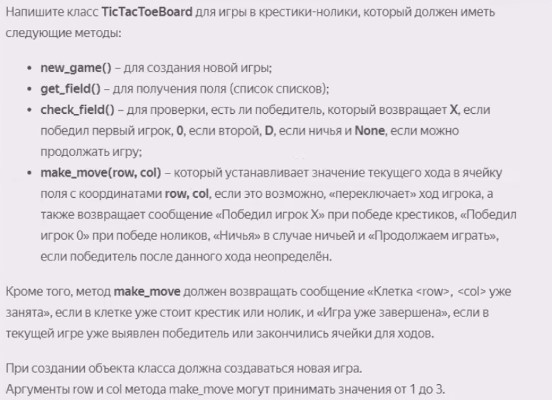 Напишите класс TicTacToeBoard для игры в крестики-нолики, который должен иметь
следующие методы:
• new_game() – для создания новой игры;
• get_field() – для получения поля (список списков);
• check_field() – для проверки, есть ли победитель, который возвращает X, если
победил первый игрок, 0, если второй, D, если ничья и None, если можно
продолжать игру;
• make_move(row, col) – который устанавливает значение текущего хода в ячейку
поля с координатами row, col, если это возможно, «переключает» ход игрока, а
также возвращает сообщение «Победил игрок X» при победе крестиков, «Победил
игрок 0» при победе ноликов, «Ничья» в случае ничьей и «Продолжаем играть»,
если победитель после данного хода неопределён.
Кроме того, метод make_move должен возвращать сообщение «Клетка <row>, <col> уже
занята», если в клетке уже стоит крестик или нолик, и «Игра уже завершена», если в
текущей игре уже выявлен победитель или закончились ячейки для ходов.
При создании объекта класса должна создаваться новая игра.
Аргументы row и col метода make_move могут принимать значения от 1 до 3.